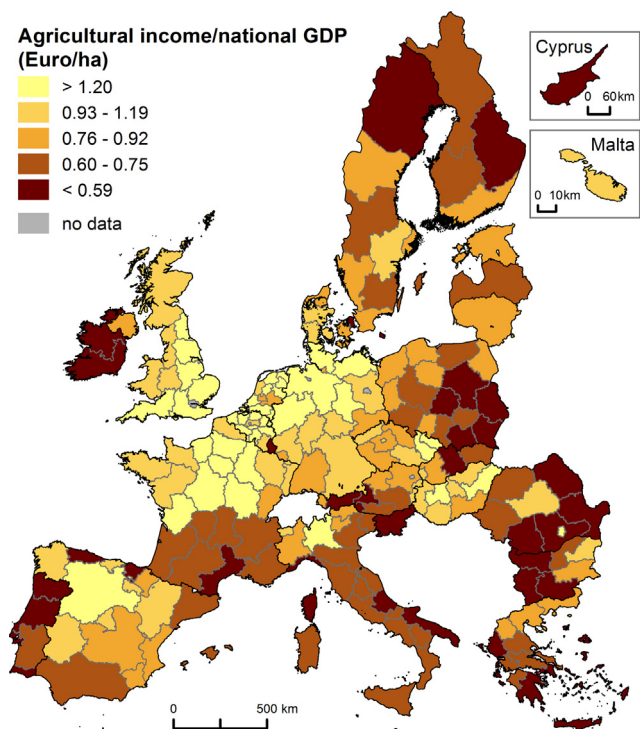 Agricultural income/national GDP
(Euro/ha)
> 1.20
0.93 - 1.19
0.76 - 0.92
0.60 - 0.75
< 0.59
no data
Cyprus
0 60km
Malta
0 10km
0 500 km